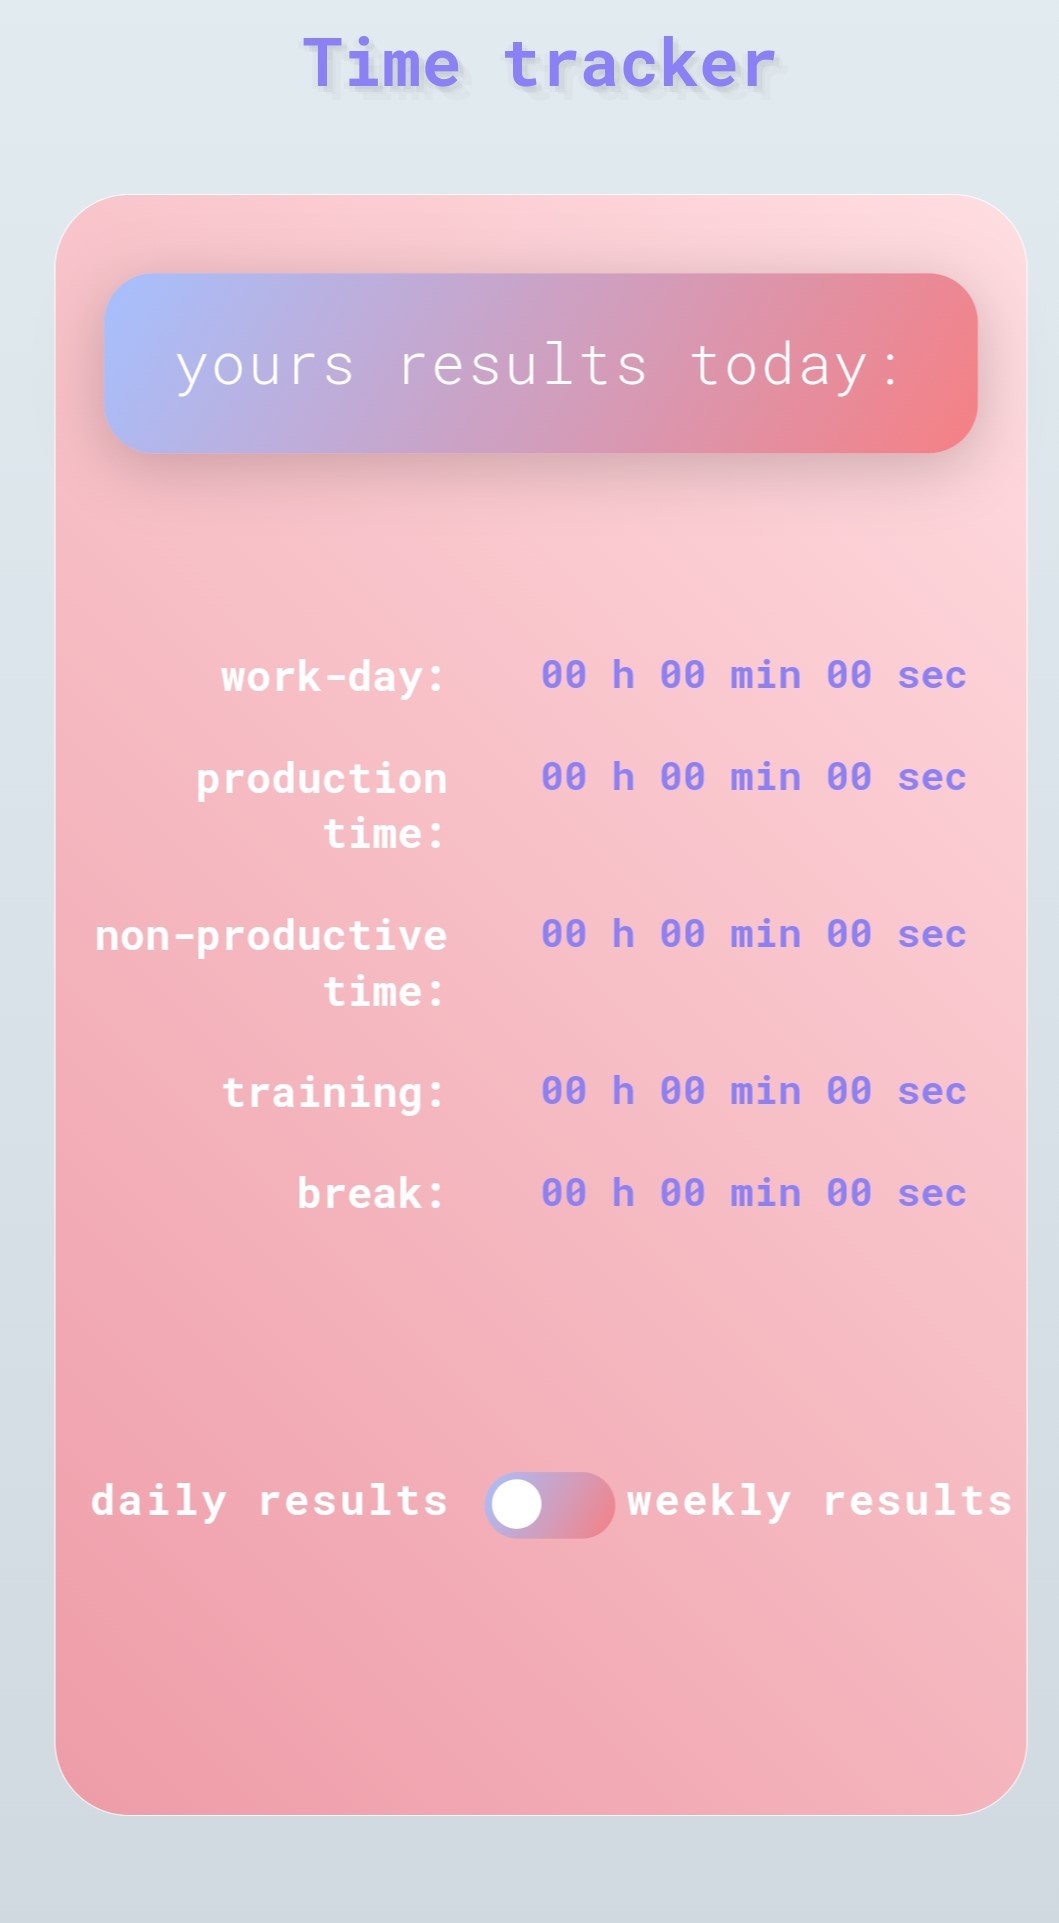 Time tracker
yours results today:
work-day: 00 h 00 min 00 sec
production 00 h 00 min 00 sec
time:
non-productive 00 h 00 min 00 sec
time:
training: 00 h 00 min 00 sec
break: 00 h 00 min 00 sec
daily results weekly results